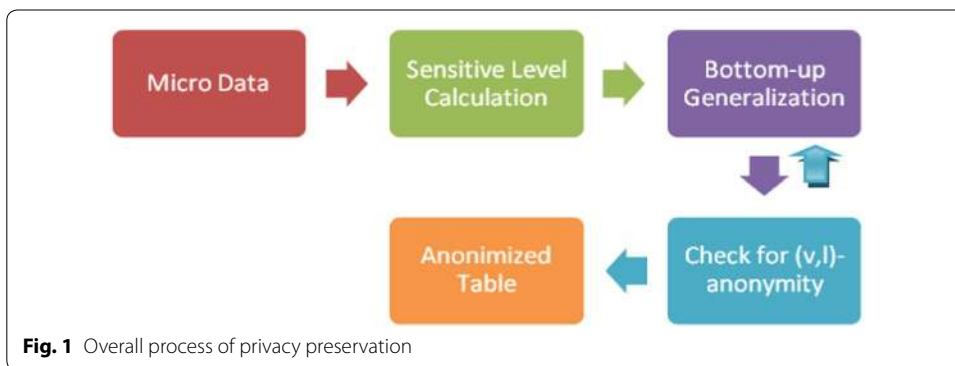 Micro Data
Sensitive Level
Calculation
Bottom-up
Generalization
Anonimized
Table
Check for (v,l)-
anonymity
Fig. 1 Overall process of privacy preservation